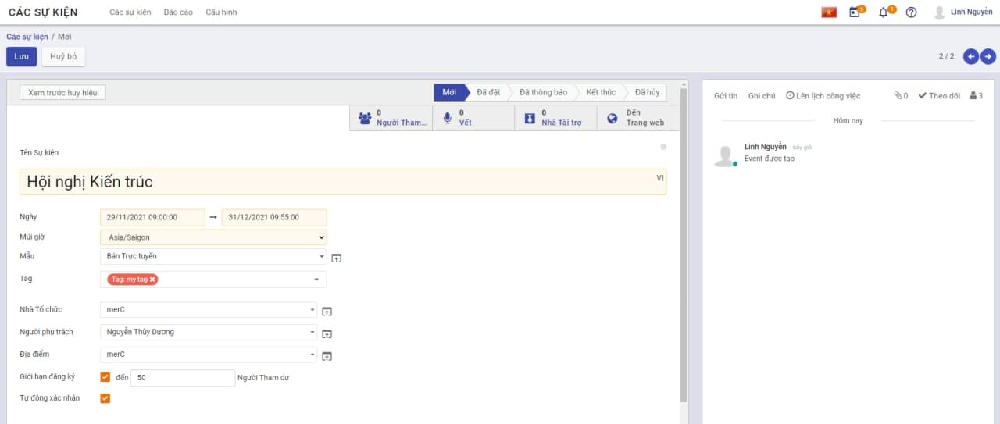 CÁC SỰ KIỆN Các sự kiện Báo cáo Cấu hình 3 1 Linh Nguyễn
Các sự kiện / Mới
Lưu Huỷ bỏ 2 / 2
Xem trước huy hiệu Mới Đã đặt Đã thông báo Kết thúc Đã hủy
0 Người Tham... 0 Vết 0 Nhà Tài trợ Đến Trang web
Tên Sự kiện
Hội nghị Kiến trúc VI
Ngày 29/11/2021 09:00:00 31/12/2021 09:55:00
Múi giờ Asia/Saigon
Mẫu Bán Trực tuyến
Tag Tag: my tag
Nhà Tổ chức merC
Người phụ trách Nguyễn Thùy Dương
Địa điểm merC
Giới hạn đăng ký đến 50 Người Tham dự
Tự động xác nhận
Gửi tin Ghi chú Lên lịch công việc 0 Theo dõi 3
Hôm nay
Linh Nguyễn - bây giờ
Event được tạo